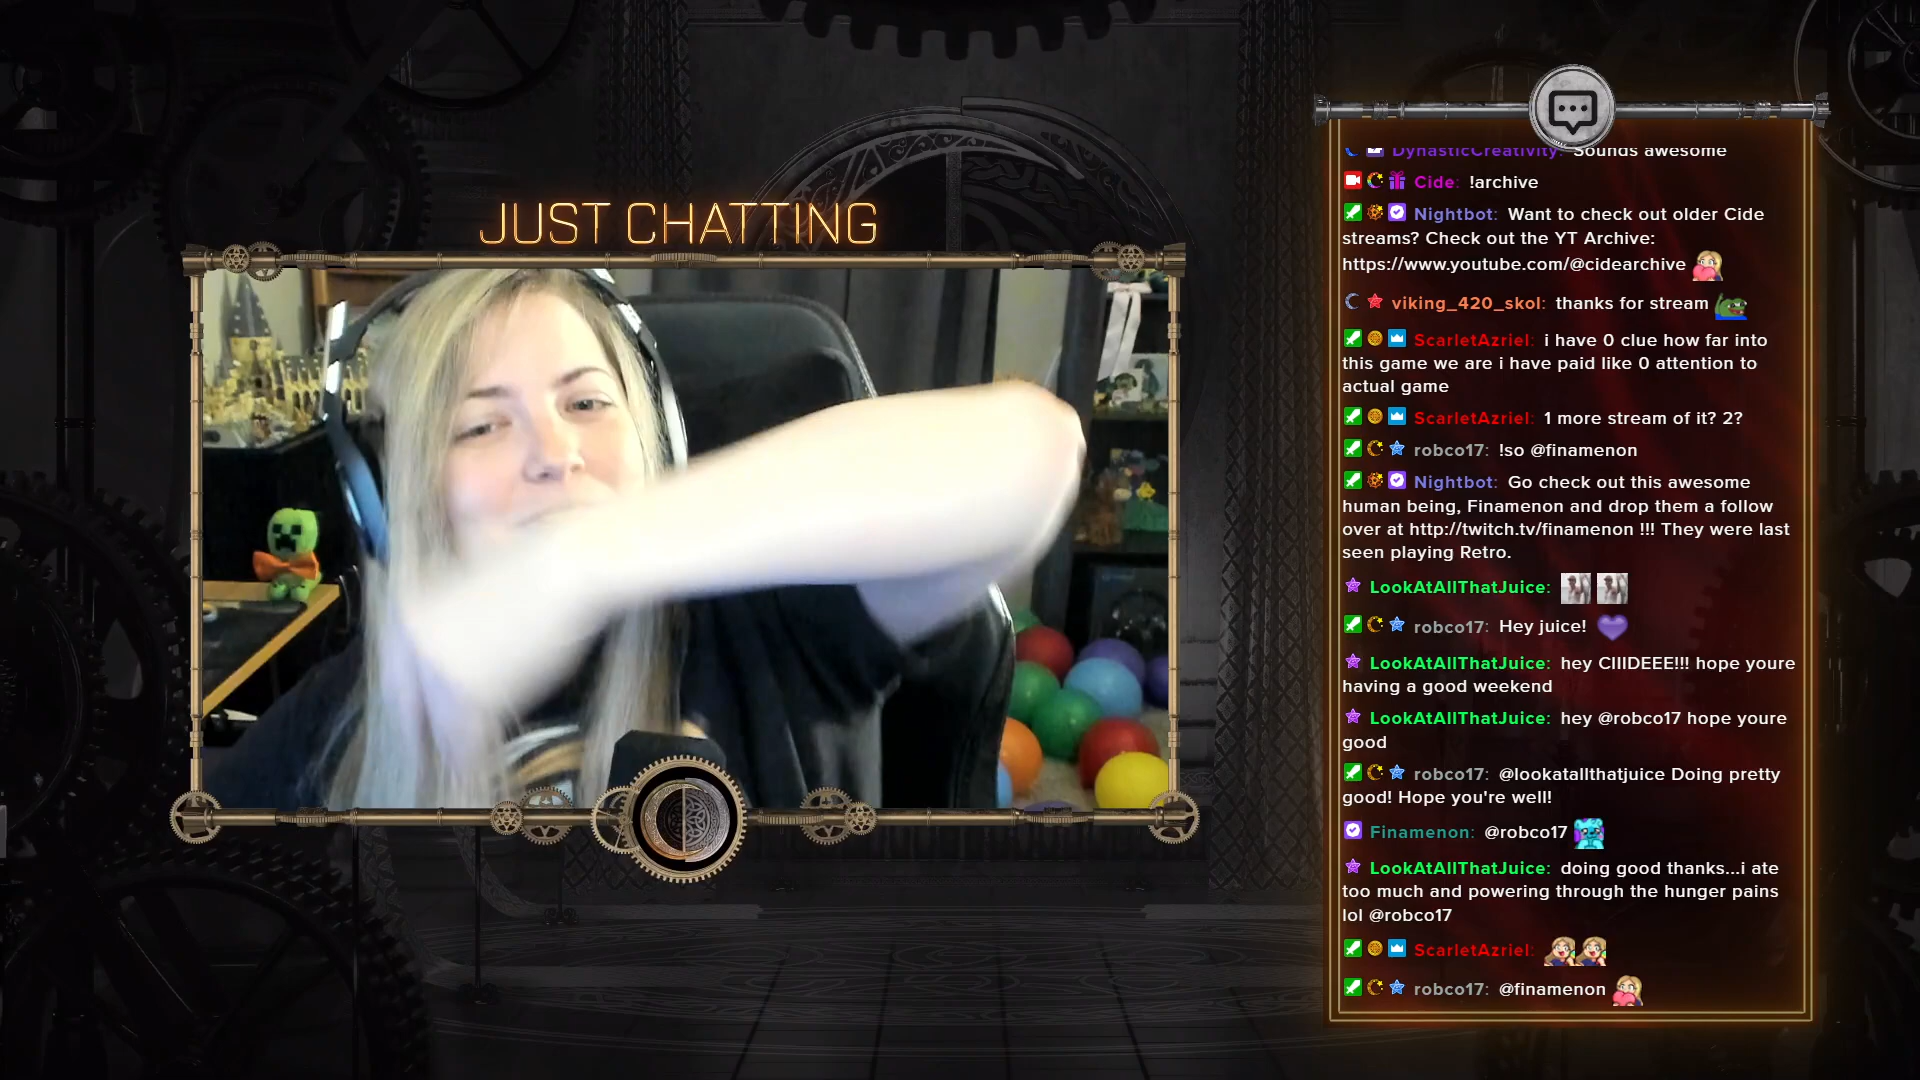 JUST CHATTING
DynasticCreativity: Sounds awesome
Cide: !archive
Nightbot: Want to check out older Cide
streams? Check out the YT Archive:
https://www.youtube.com/@cidearchive
viking_420_skol: thanks for stream
ScarletAzriel: i have 0 clue how far into
this game we are i have paid like 0 attention to
actual game
ScarletAzriel: 1 more stream of it? 2?
robco17: !so @finamenon
Nightbot: Go check out this awesome
human being, Finamenon and drop them a follow
over at http://twitch.tv/finamenon !!! They were last
seen playing Retro.
LookAtAllThatJuice:
robco17: Hey juice!
LookAtAllThatJuice: hey CIIIDEEE!!! hope youre
having a good weekend
LookAtAllThatJuice: hey @robco17 hope youre
good
robco17: @lookatallthatjuice Doing pretty
good! Hope you're well!
Finamenon: @robco17
LookAtAllThatJuice: doing good thanks...i ate
too much and powering through the hunger pains
lol @robco17
ScarletAzriel:
robco17: @finamenon